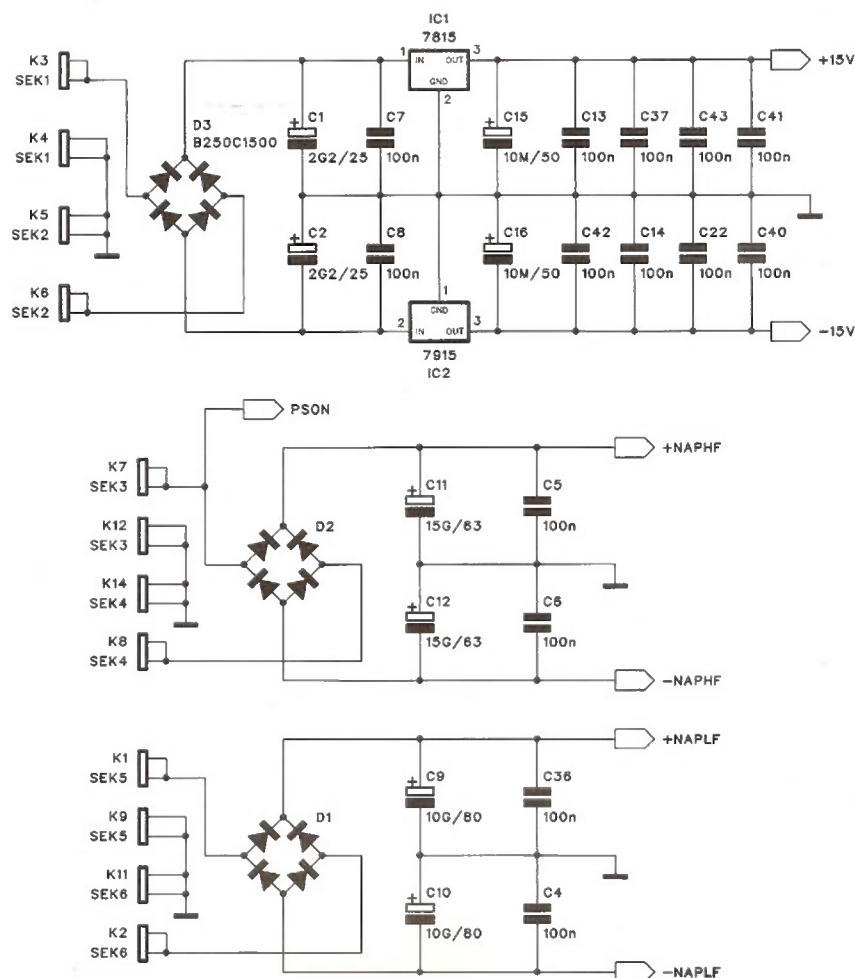 IC1
7815
K3
SEK1
1
IN
OUT
3
GND
2
+15V
D3
B250C1500
K4
SEK1
+
C1
2G2/25
C7
100n
+
C15
10M/50
C13
100n
C37
100n
C43
100n
C41
100n
K5
SEK2
+
C2
2G2/25
C8
100n
+
C16
10M/50
C42
100n
C14
100n
C22
100n
C40
100n
K6
SEK2
1
GND
2
IN
OUT
3
-15V
7915
IC2
PSON
K7
SEK3
+NAPHF
K12
SEK3
D2
+
C11
15G/63
C5
100n
K14
SEK4
+
C12
15G/63
C6
100n
K8
SEK4
-NAPHF
K1
SEK5
+NAPLF
K9
SEK5
D1
+
C9
10G/80
C36
100n
K11
SEK6
+
C10
10G/80
C4
100n
K2
SEK6
-NAPLF